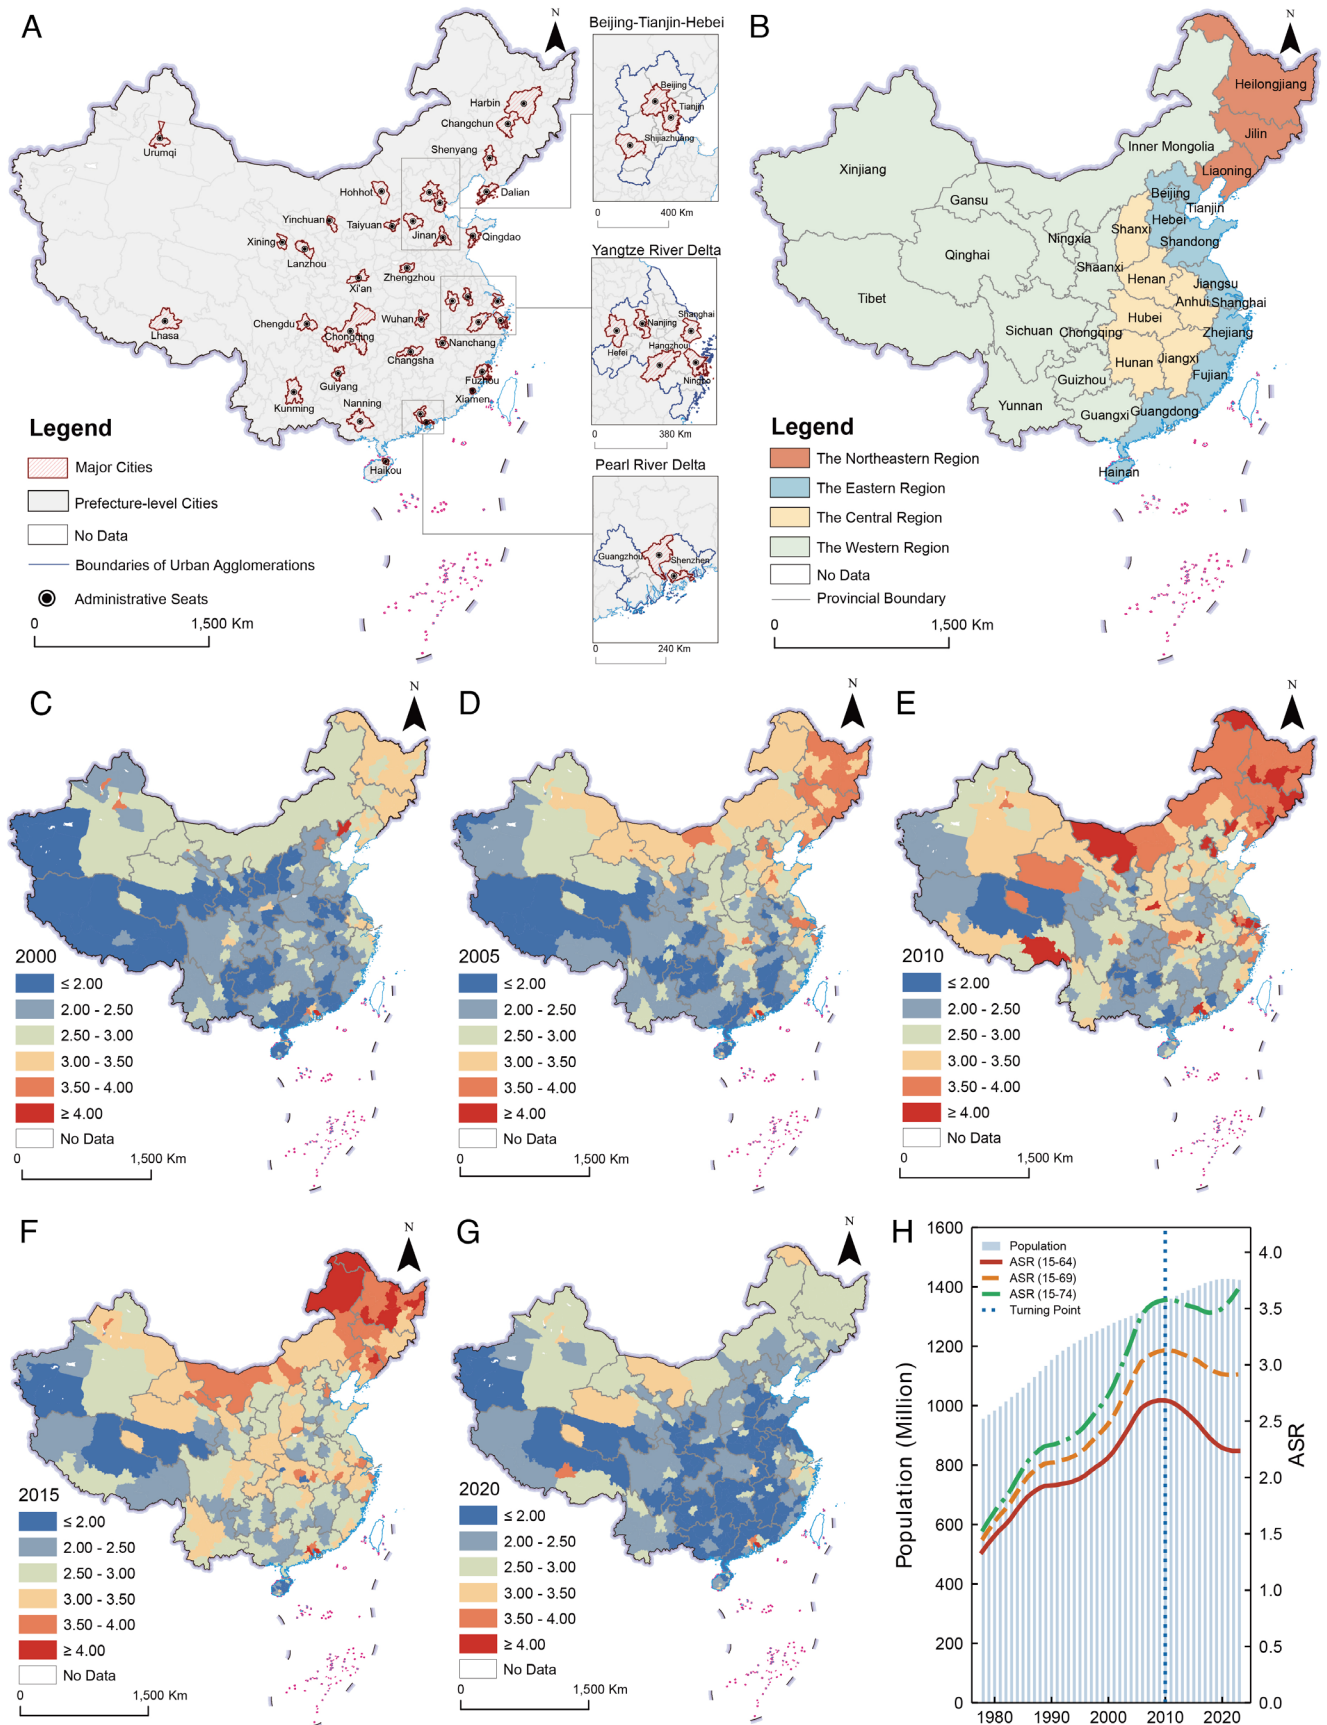 A
N
Harbin
Changchun
Shenyang
Urumqi
Hohhot
Dalian
Yinchuan
Taiyuan
Jinan
Qingdao
Xining
Lanzhou
Zhengzhou
Xi'an
Lhasa
Chengdu
Chongqing
Wuhan
Nanchang
Changsha
Guiyang
Fuzhou
Xiamen
Kunming
Nanning
Haikou
Legend
Major Cities
Prefecture-level Cities
No Data
Boundaries of Urban Agglomerations
Administrative Seats
0 1,500 Km
Beijing-Tianjin-Hebei
Beijing
Tianjin
Shijiazhuang
0 400 Km
Yangtze River Delta
Shanghai
Nanjing
Hefei
Hangzhou
Ningbo
0 380 Km
Pearl River Delta
Guangzhou
Shenzhen
0 240 Km
B
N
Heilongjiang
Jilin
Inner Mongolia
Liaoning
Xinjiang
Gansu
Beijing
Tianjin
Hebei
Shanxi
Ningxia
Shandong
Qinghai
Shaanxi
Henan
Jiangsu
Tibet
Anhui
Shanghai
Hubei
Sichuan
Chongqing
Zhejiang
Hunan
Jiangxi
Guizhou
Fujian
Yunnan
Guangxi
Guangdong
Hainan
Legend
The Northeastern Region
The Eastern Region
The Central Region
The Western Region
No Data
Provincial Boundary
0 1,500 Km
C
N
2000
≤ 2.00
2.00 - 2.50
2.50 - 3.00
3.00 - 3.50
3.50 - 4.00
≥ 4.00
No Data
0 1,500 Km
D
N
2005
≤ 2.00
2.00 - 2.50
2.50 - 3.00
3.00 - 3.50
3.50 - 4.00
≥ 4.00
No Data
0 1,500 Km
E
N
2010
≤ 2.00
2.00 - 2.50
2.50 - 3.00
3.00 - 3.50
3.50 - 4.00
≥ 4.00
No Data
0 1,500 Km
F
N
2015
≤ 2.00
2.00 - 2.50
2.50 - 3.00
3.00 - 3.50
3.50 - 4.00
≥ 4.00
No Data
0 1,500 Km
G
N
2020
≤ 2.00
2.00 - 2.50
2.50 - 3.00
3.00 - 3.50
3.50 - 4.00
≥ 4.00
No Data
0 1,500 Km
H
Population (Million)
1600
1400
1200
1000
800
600
400
200
0
Population
ASR (15-64)
ASR (15-69)
ASR (15-74)
Turning Point
4.0
3.5
3.0
2.5
2.0
1.5
1.0
0.5
0.0
ASR
1980 1990 2000 2010 2020